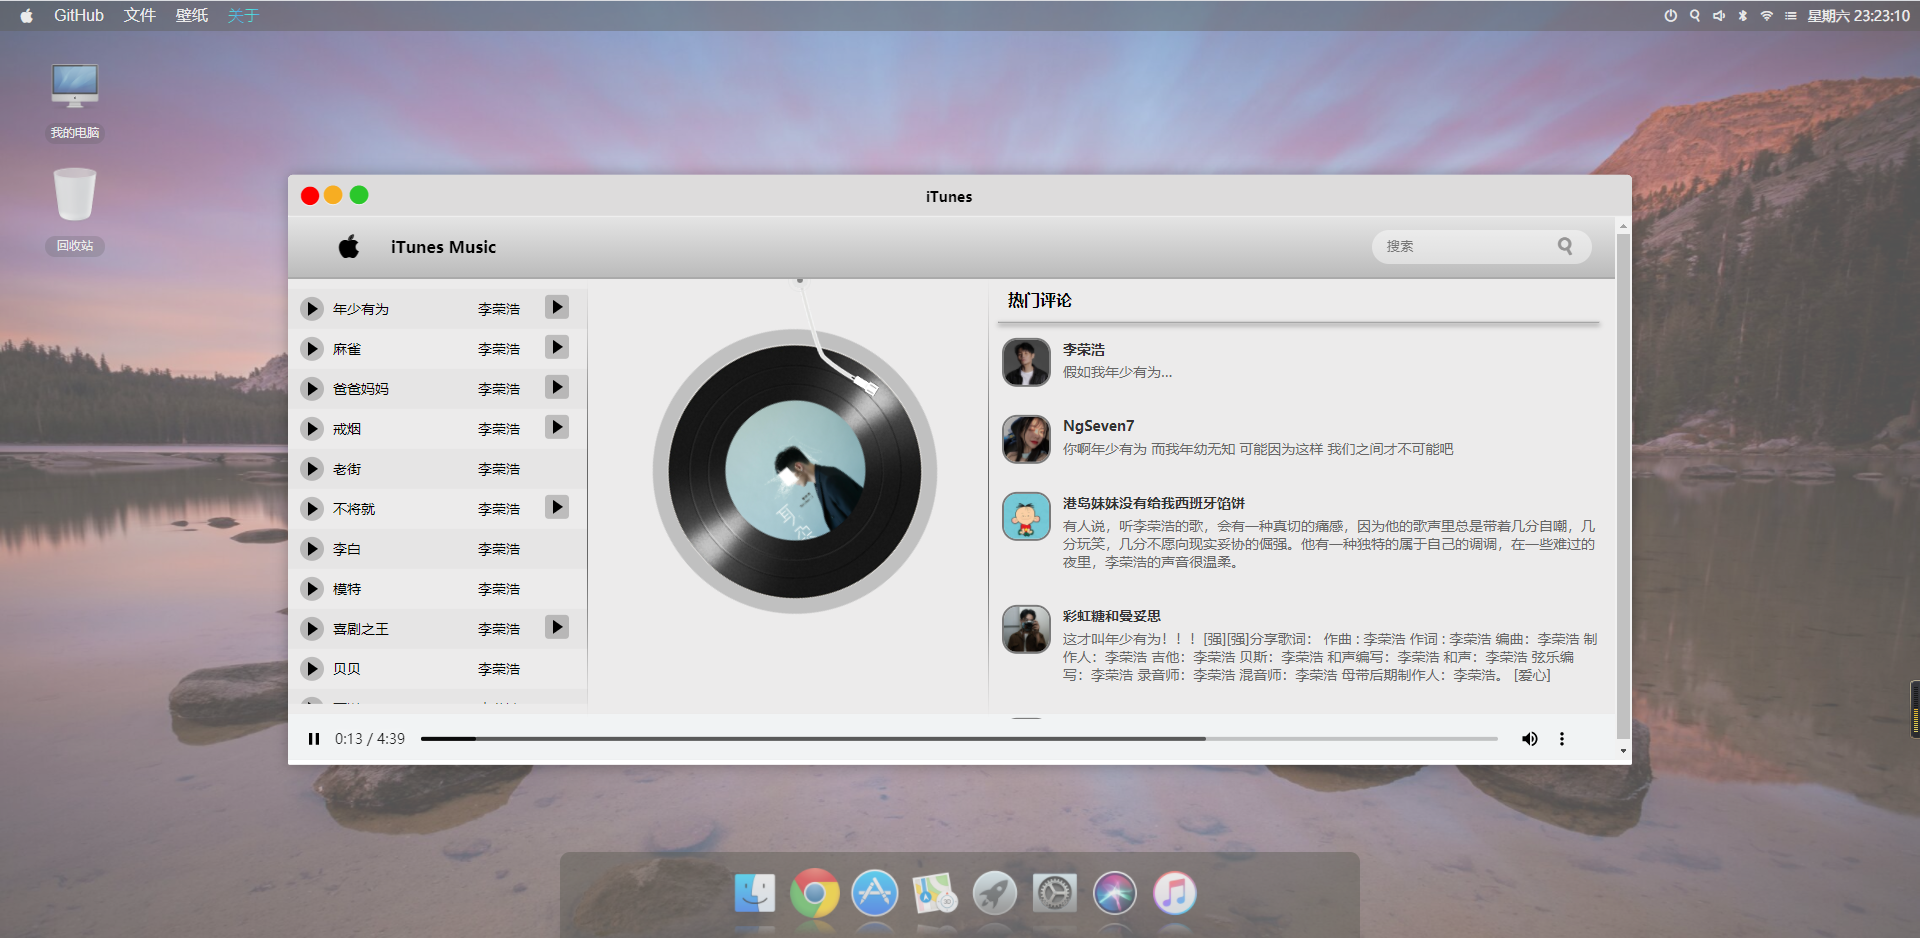 GitHub 文件 壁纸 关于
星期六 23:23:10
我的电脑
回收站
iTunes
iTunes Music
搜索
年少有为 李荣浩
麻雀 李荣浩
爸爸妈妈 李荣浩
戒烟 李荣浩
老街 李荣浩
不将就 李荣浩
李白 李荣浩
模特 李荣浩
喜剧之王 李荣浩
贝贝 李荣浩
热门评论
李荣浩
假如我年少有为...
NgSeven7
你啊年少有为 而我年幼无知 可能因为这样 我们之间才不可能吧
港岛妹妹没有给我西班牙馅饼
有人说，听李荣浩的歌，会有一种真切的痛感，因为他的歌声里总是带着几分自嘲，几
分玩笑，几分不愿向现实妥协的倔强。他有一种独特的属于自己的调调，在一些难过的
夜里，李荣浩的声音很温柔。
彩虹糖和曼妥思
这才叫年少有为！！！[强][强]分享歌词： 作曲 : 李荣浩 作词 : 李荣浩 编曲：李荣浩 制
作人：李荣浩 吉他：李荣浩 贝斯：李荣浩 和声编写：李荣浩 和声：李荣浩 弦乐编
写：李荣浩 录音师：李荣浩 混音师：李荣浩 母带后期制作人：李荣浩。 [爱心]
0:13 / 4:39